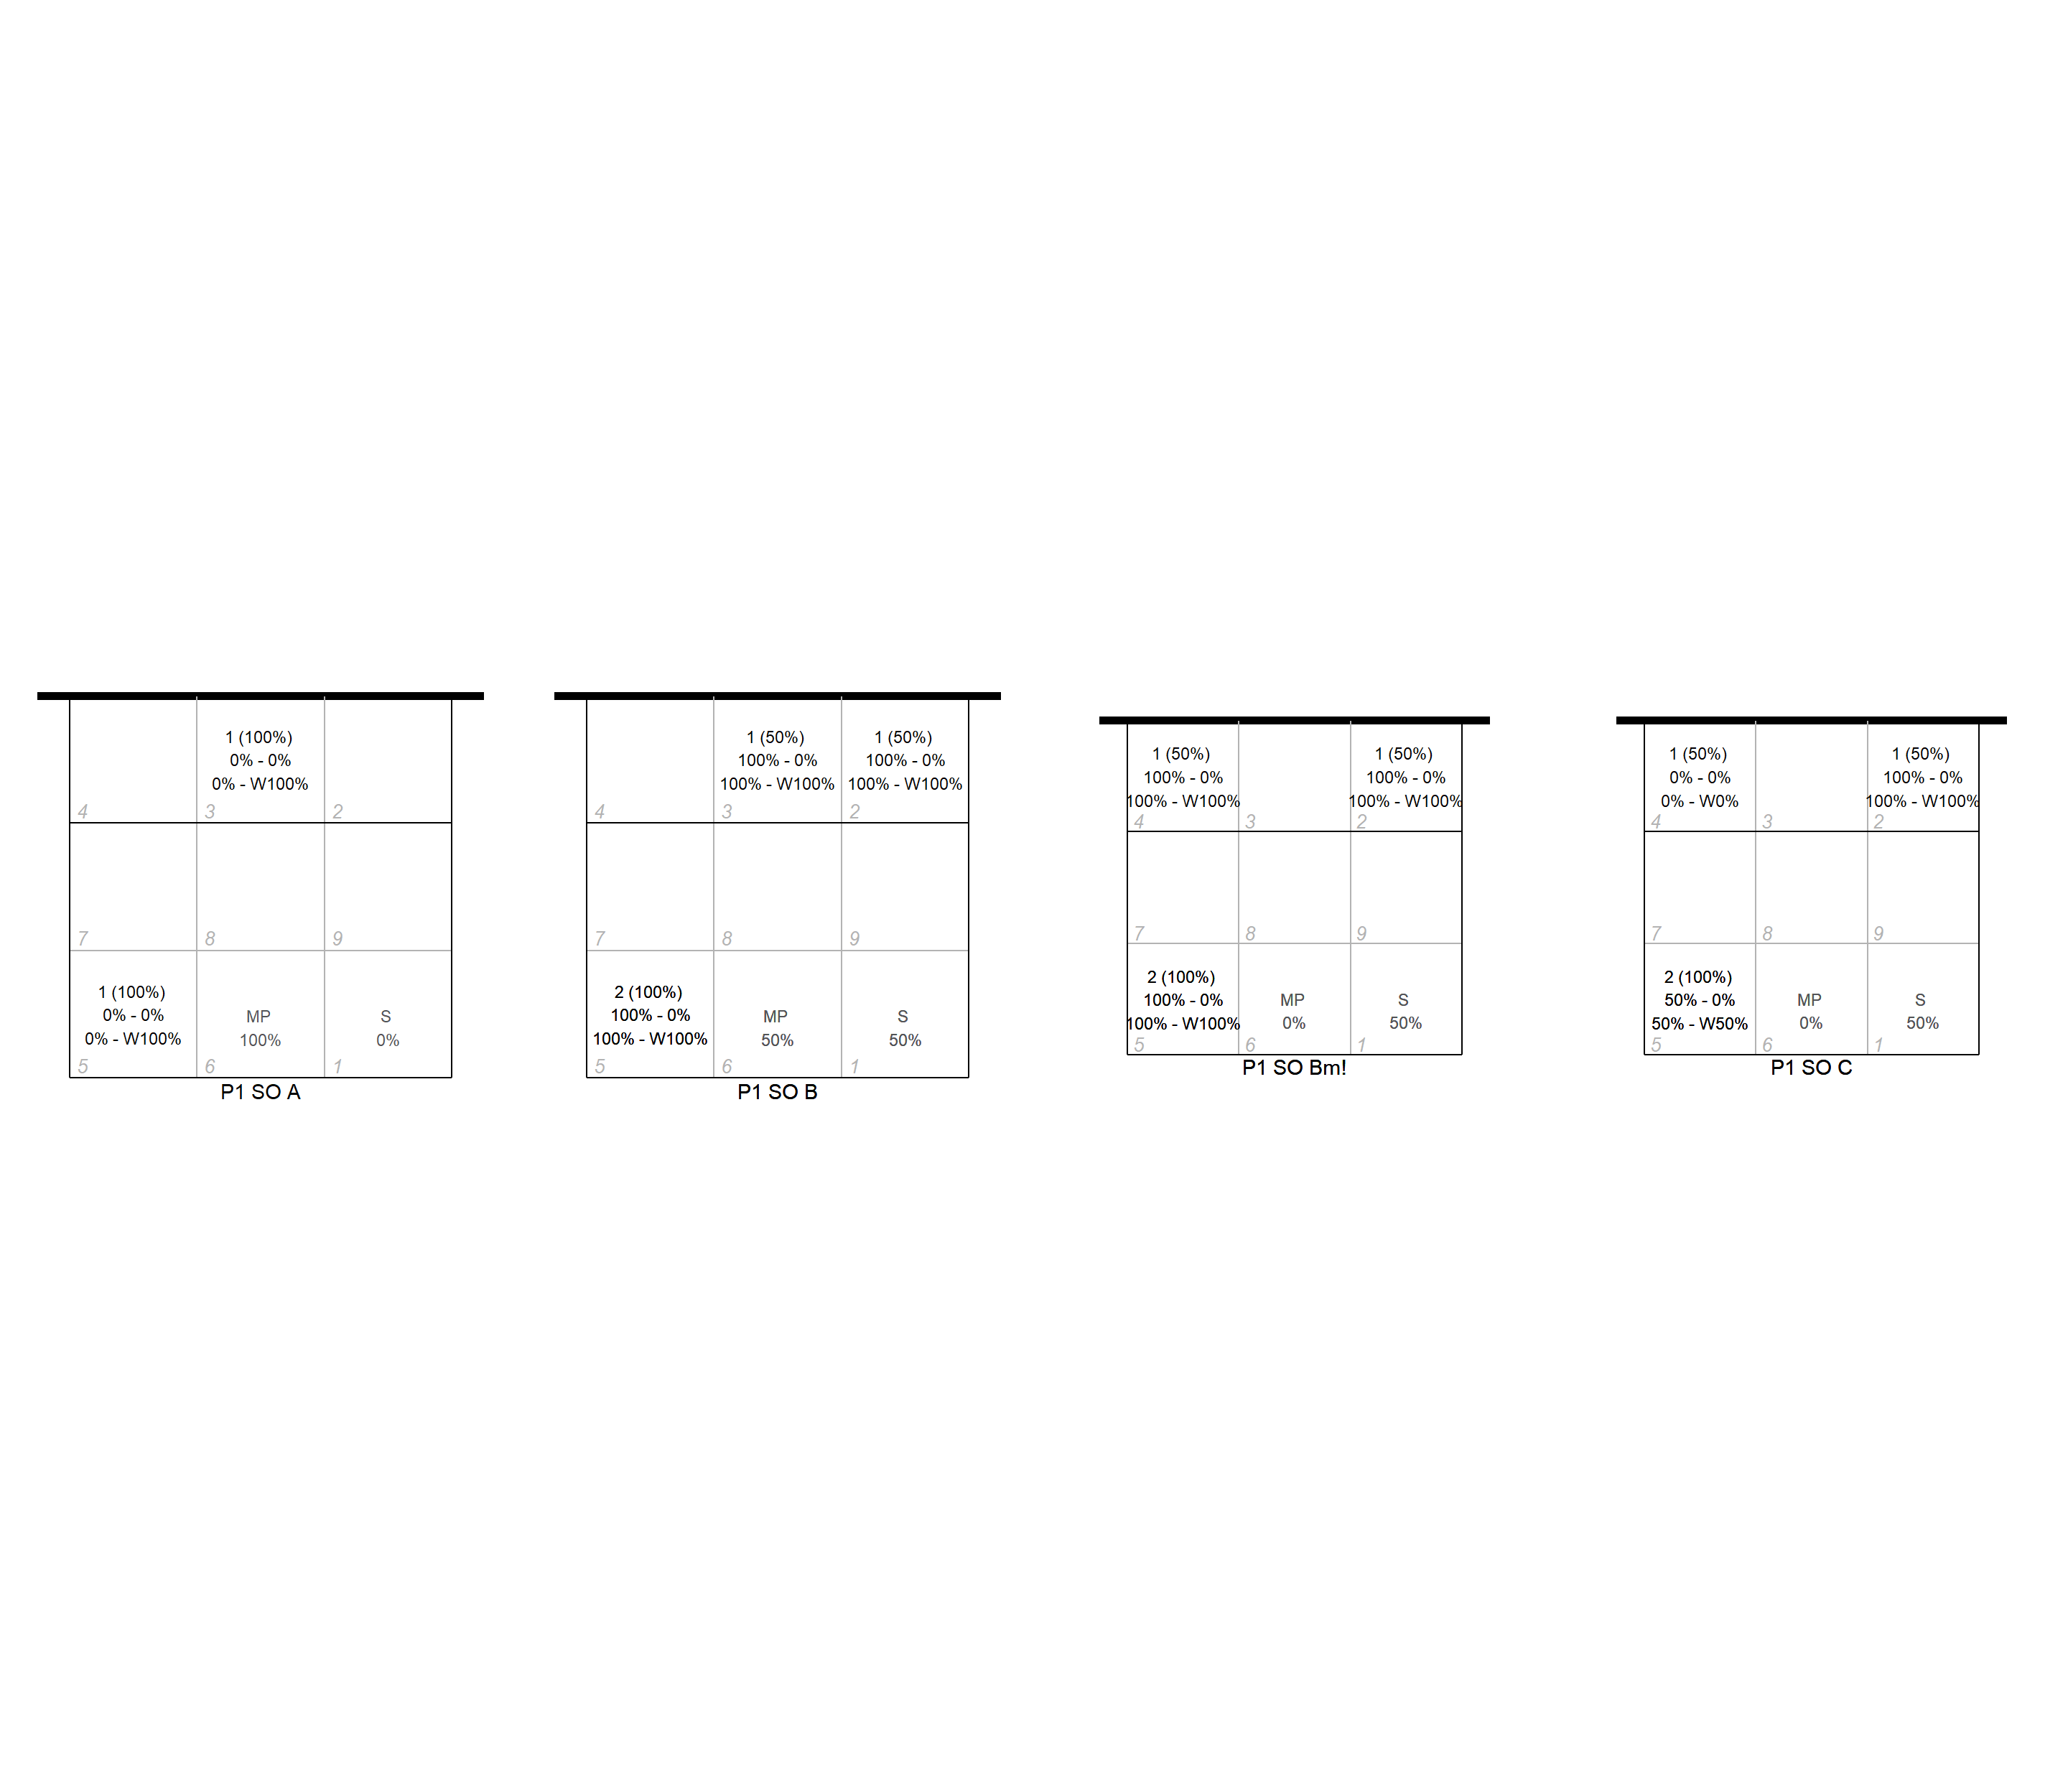 1 (100%)
0% - 0%
0% - W100%
4
3
2
7
8
9
1 (100%)
0% - 0%
0% - W100%
MP
100%
S
0%
5
6
1
P1 SO A
1 (50%)
100% - 0%
100% - W100%
1 (50%)
100% - 0%
100% - W100%
4
3
2
7
8
9
2 (100%)
100% - 0%
100% - W100%
MP
50%
S
50%
5
6
1
P1 SO B
1 (50%)
100% - 0%
100% - W100%
1 (50%)
100% - 0%
100% - W100%
4
3
2
7
8
9
2 (100%)
100% - 0%
100% - W100%
MP
0%
S
50%
5
6
1
P1 SO Bm!
1 (50%)
0% - 0%
0% - W0%
1 (50%)
100% - 0%
100% - W100%
4
3
2
7
8
9
2 (100%)
50% - 0%
50% - W50%
MP
0%
S
50%
5
6
1
P1 SO C